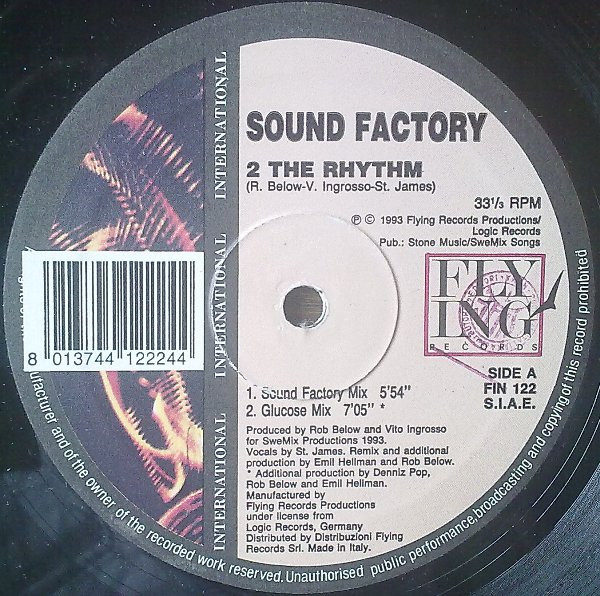 SOUND FACTORY
2 THE RHYTHM
(R. Below-V. Ingrosso-St. James)
33 1/3 RPM
℗ © 1993 Flying Records Productions/
Logic Records
Pub.: Stone Music/SweMix Songs
FLY
ING
RECORDS
SIDE A
FIN 122
S.I.A.E.
1. Sound Factory Mix 5'54"
2. Glucose Mix 7'05" *
Produced by Rob Below and Vito Ingrosso
for SweMix Productions 1993.
Vocals by St. James. Remix and additional
production by Emil Hellman and Rob Below.
* Additional production by Denniz Pop,
Rob Below and Emil Hellman.
Manufactured by
Flying Records Productions
under license from
Logic Records, Germany
Distributed by Distribuzioni Flying
Records Srl. Made in Italy.
INTERNATIONAL
INTERNATIONAL
INTERNATIONAL
INTERNATIONAL
8 013744 122244
of the
manufacturer and of the owner of the recorded work reserved. Unauthorised public performance, broadcasting and copying of this record prohibited